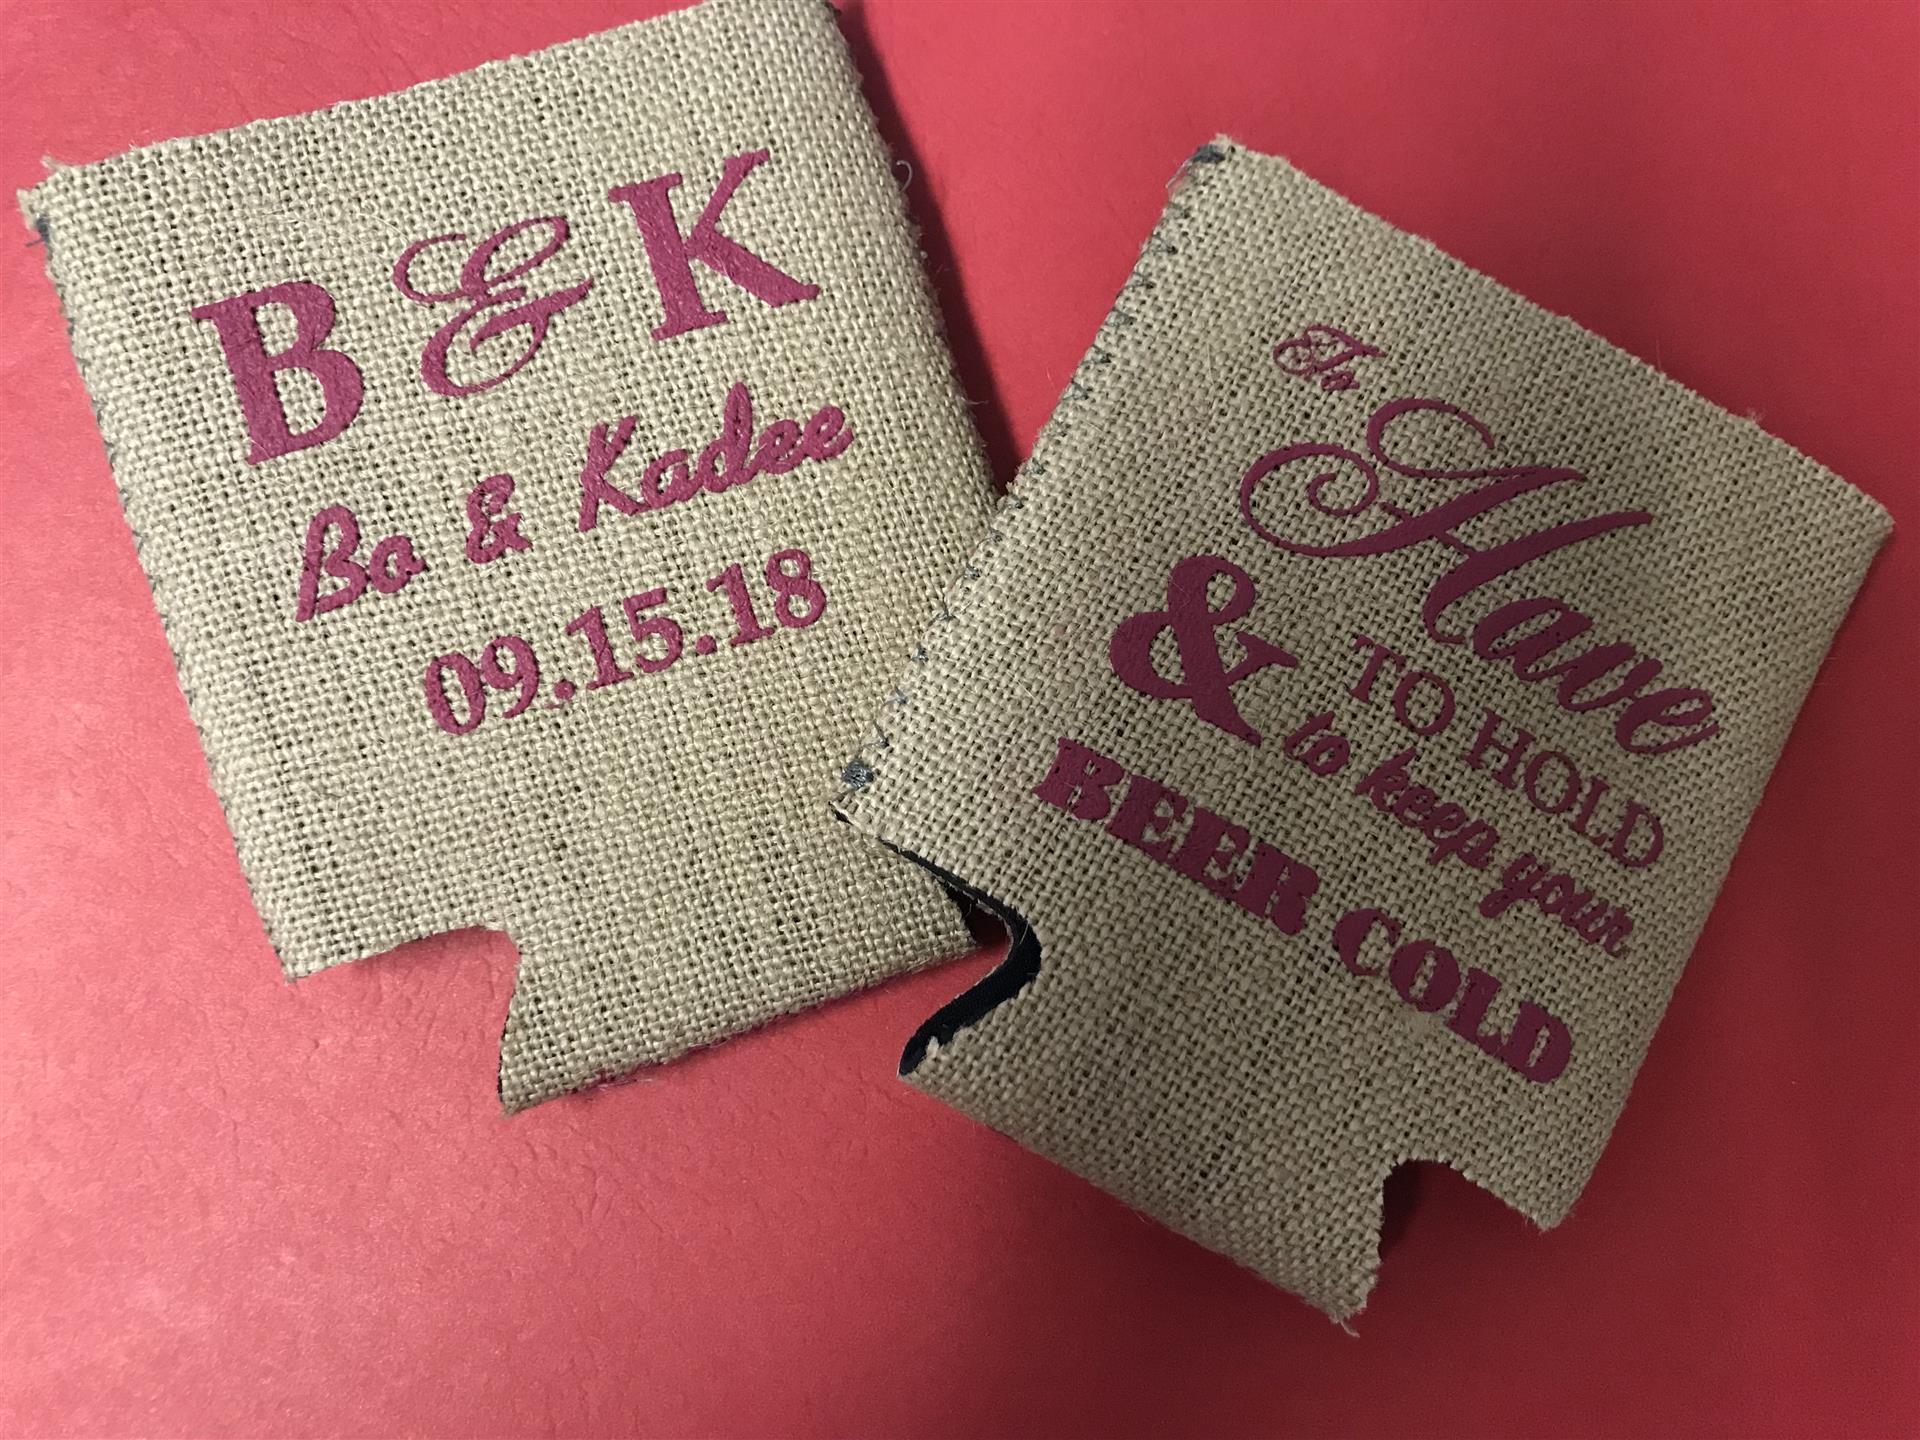 B & K
Bo & Kadee
09.15.18
To
Have
& TO HOLD
to keep your
BEER COLD